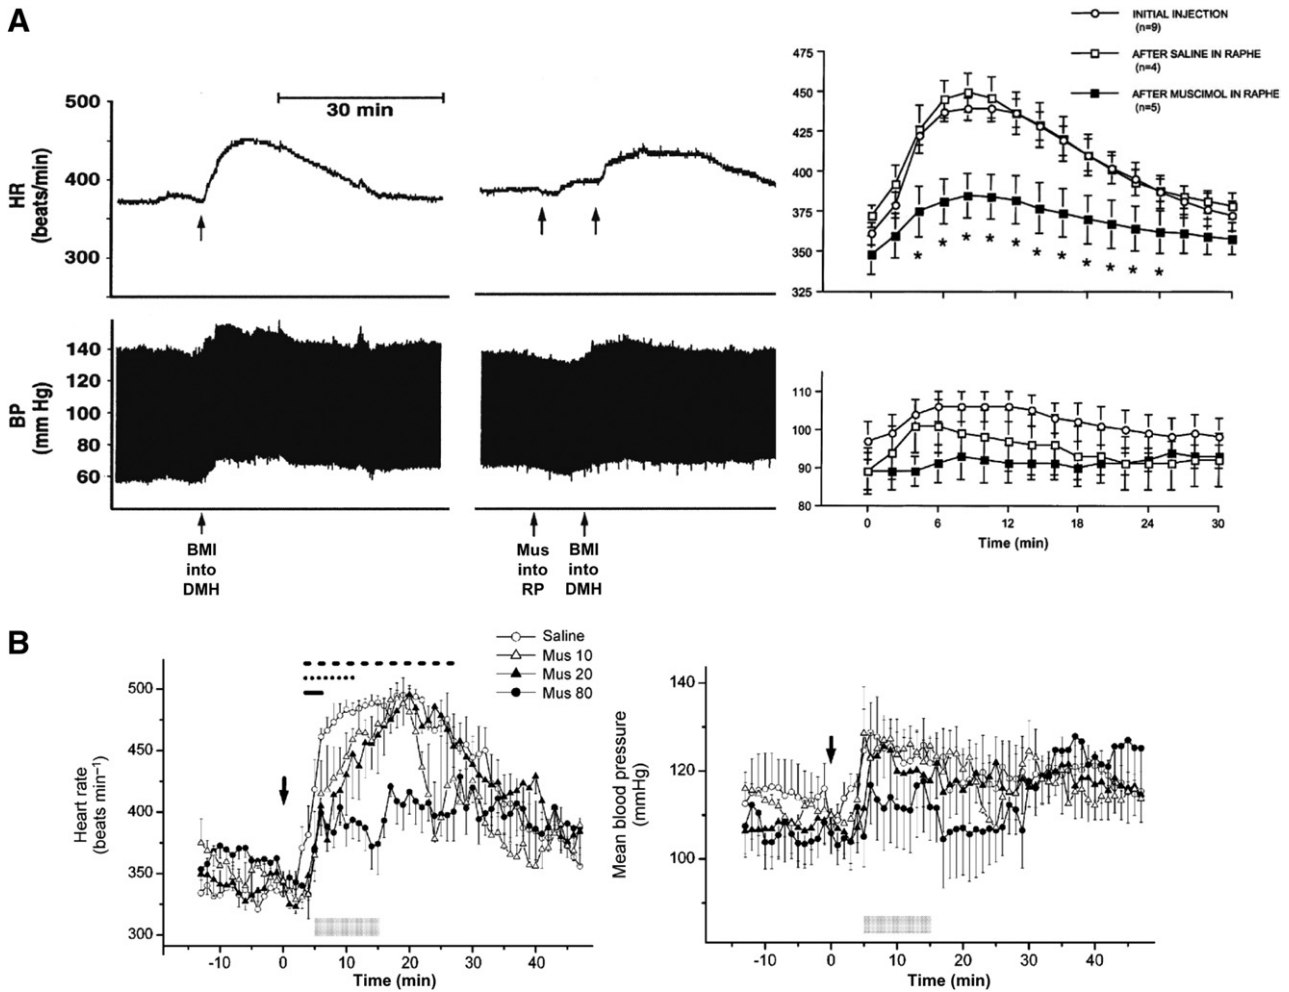 A
500
400
300
HR
(beats/min)
30 min
140
120
100
80
60
BP
(mm Hg)
BMI
into
DMH
Mus
into
RP
BMI
into
DMH
INITIAL INJECTION
(n=9)
AFTER SALINE IN RAPHE
(n=4)
AFTER MUSCIMOL IN RAPHE
(n=5)
475
450
425
400
375
350
325
* * * * * * * * * * *
110
100
90
80
0 6 12 18 24 30
Time (min)
B
Saline
Mus 10
Mus 20
Mus 80
500
450
400
350
300
Heart rate
(beats min⁻¹)
-10 0 10 20 30 40
Time (min)
140
120
100
Mean blood pressure
(mmHg)
-10 0 10 20 30 40
Time (min)